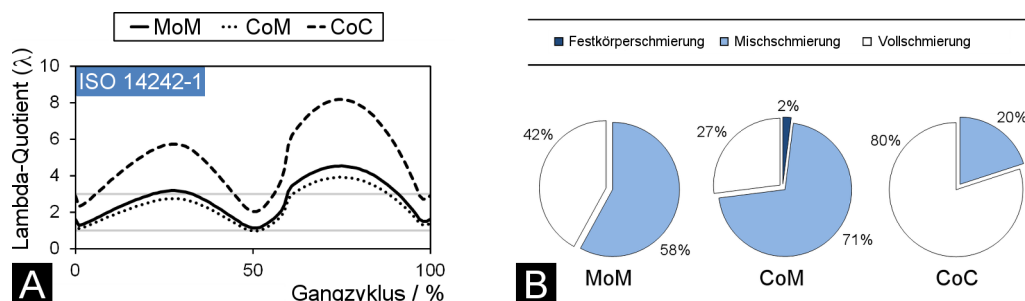 MoM CoM CoC
ISO 14242-1
Lambda-Quotient (λ)
10
8
6
4
2
0
0 50 100
Gangzyklus / %
A
Festkörperschmierung Mischschmierung Vollschmierung
42%
58%
MoM
2%
27%
71%
CoM
20%
80%
CoC
B